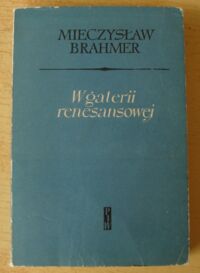 MIECZYSŁAW
BRAHMER
W galerii
renesansowej